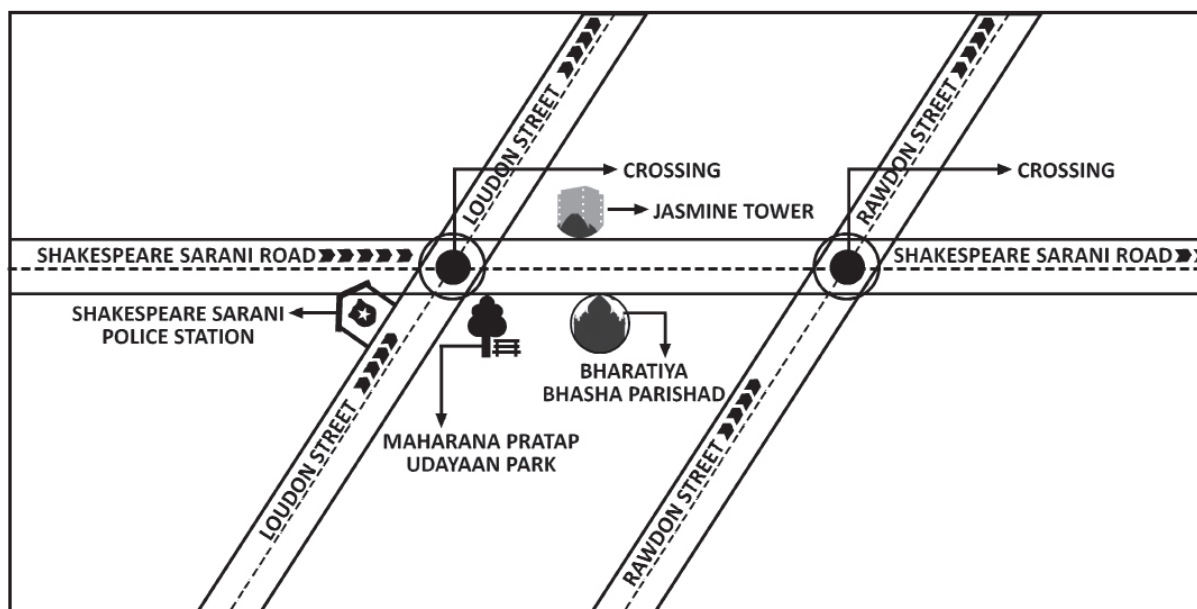 LOUDON STREET
RAWDON STREET
CROSSING
CROSSING
JASMINE TOWER
SHAKESPEARE SARANI ROAD
SHAKESPEARE SARANI ROAD
SHAKESPEARE SARANI
POLICE STATION
BHARATIYA
BHASHA PARISHAD
MAHARANA PRATAP
UDAYAAN PARK
LOUDON STREET
RAWDON STREET